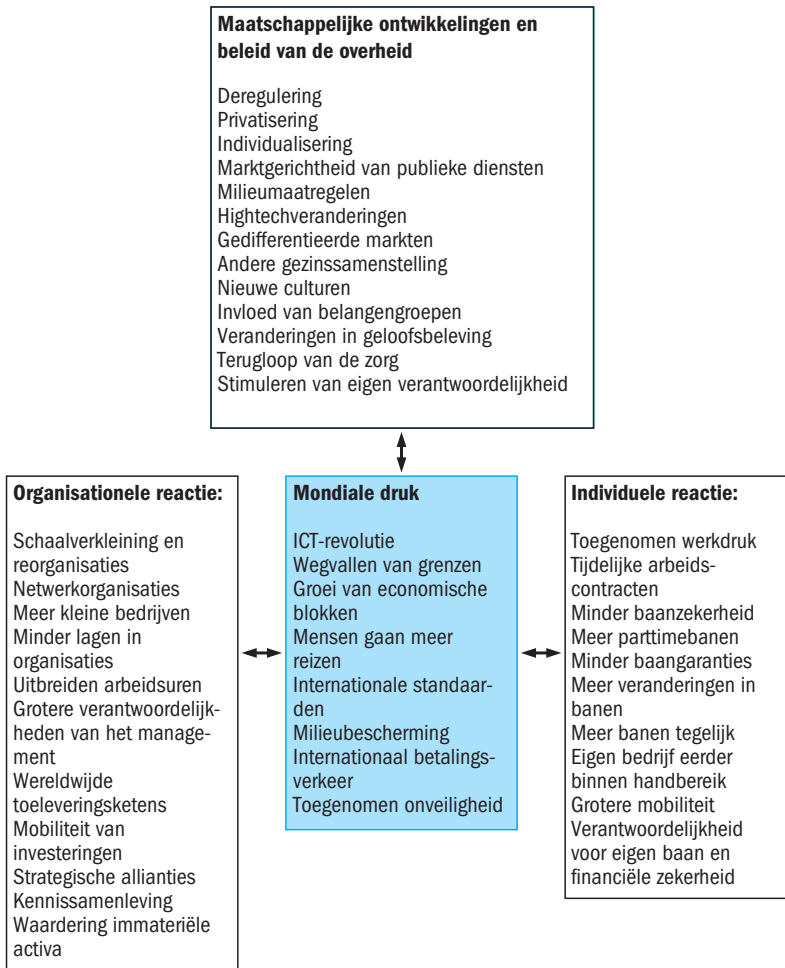 Maatschappelijke ontwikkelingen en
beleid van de overheid
Deregulering
Privatisering
Individualisering
Marktgerichtheid van publieke diensten
Milieumaatregelen
Hightechveranderingen
Gedifferentieerde markten
Andere gezinssamenstelling
Nieuwe culturen
Invloed van belangengroepen
Veranderingen in geloofsbeleving
Terugloop van de zorg
Stimuleren van eigen verantwoordelijkheid
Organisationele reactie:
Schaalverkleining en
reorganisaties
Netwerkorganisaties
Meer kleine bedrijven
Minder lagen in
organisaties
Uitbreiden arbeidsuren
Grotere verantwoordelijk-
heden van het manage-
ment
Wereldwijde
toeleveringsketens
Mobiliteit van
investeringen
Strategische allianties
Kennissamenleving
Waardering immateriële
activa
Mondiale druk
ICT-revolutie
Wegvallen van grenzen
Groei van economische
blokken
Mensen gaan meer
reizen
Internationale standaar-
den
Milieubescherming
Internationaal betalings-
verkeer
Toegenomen onveiligheid
Individuele reactie:
Toegenomen werkdruk
Tijdelijke arbeids-
contracten
Minder baanzekerheid
Meer parttimebanen
Minder baangaranties
Meer veranderingen in
banen
Meer banen tegelijk
Eigen bedrijf eerder
binnen handbereik
Grotere mobiliteit
Verantwoordelijkheid
voor eigen baan en
financiële zekerheid